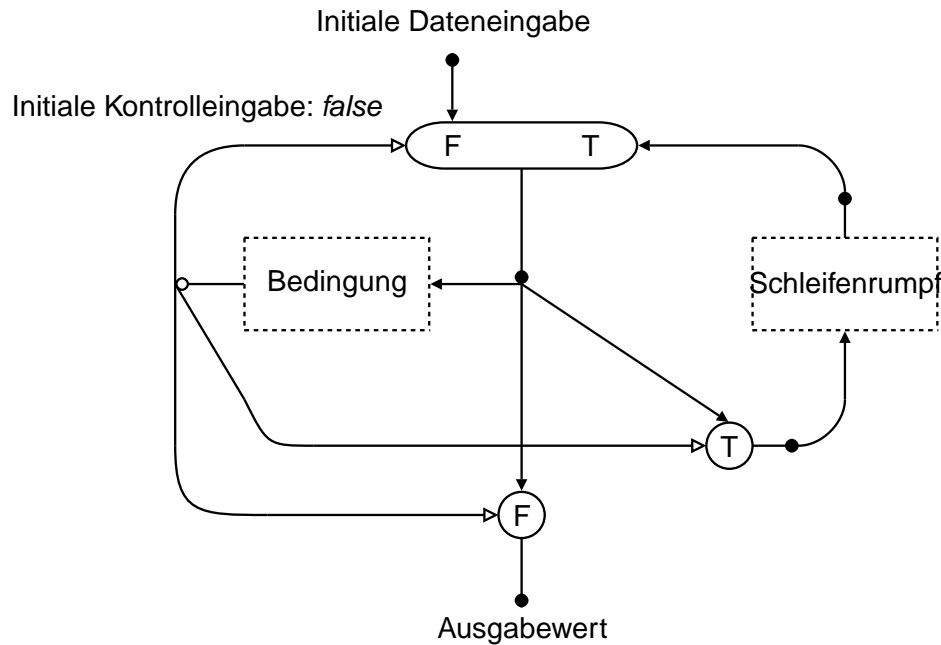 Initiale Dateneingabe
Initiale Kontrolleingabe: false
F T
Bedingung
Schleifenrumpf
T
F
Ausgabewert